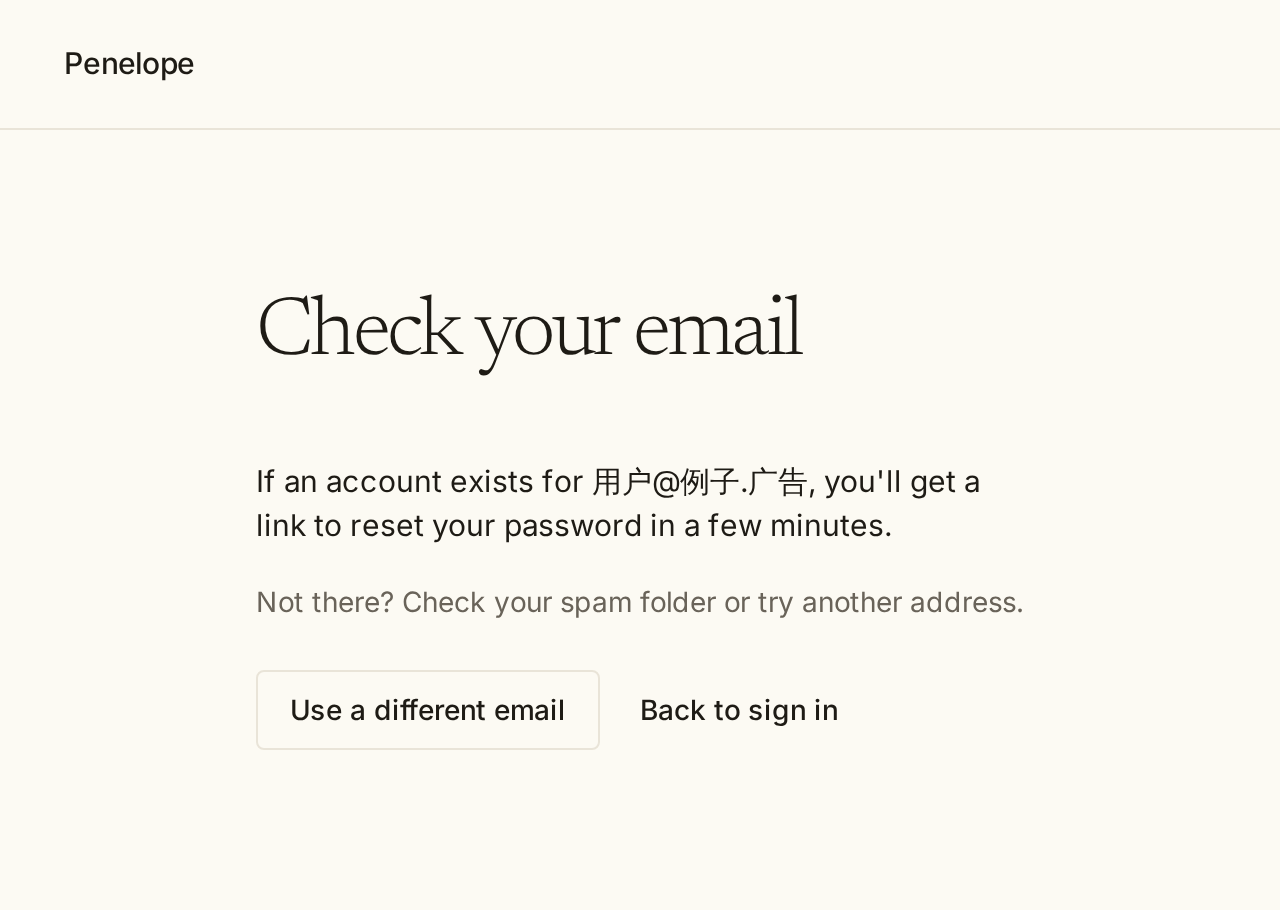 Penelope
Check your email
If an account exists for 用户@例子.广告, you'll get a
link to reset your password in a few minutes.
Not there? Check your spam folder or try another address.
Use a different email
Back to sign in